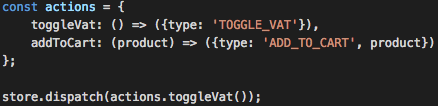 const actions = {
    toggleVat: () => ({type: 'TOGGLE_VAT'}),
    addToCart: (product) => ({type: 'ADD_TO_CART', product})
};

store.dispatch(actions.toggleVat());